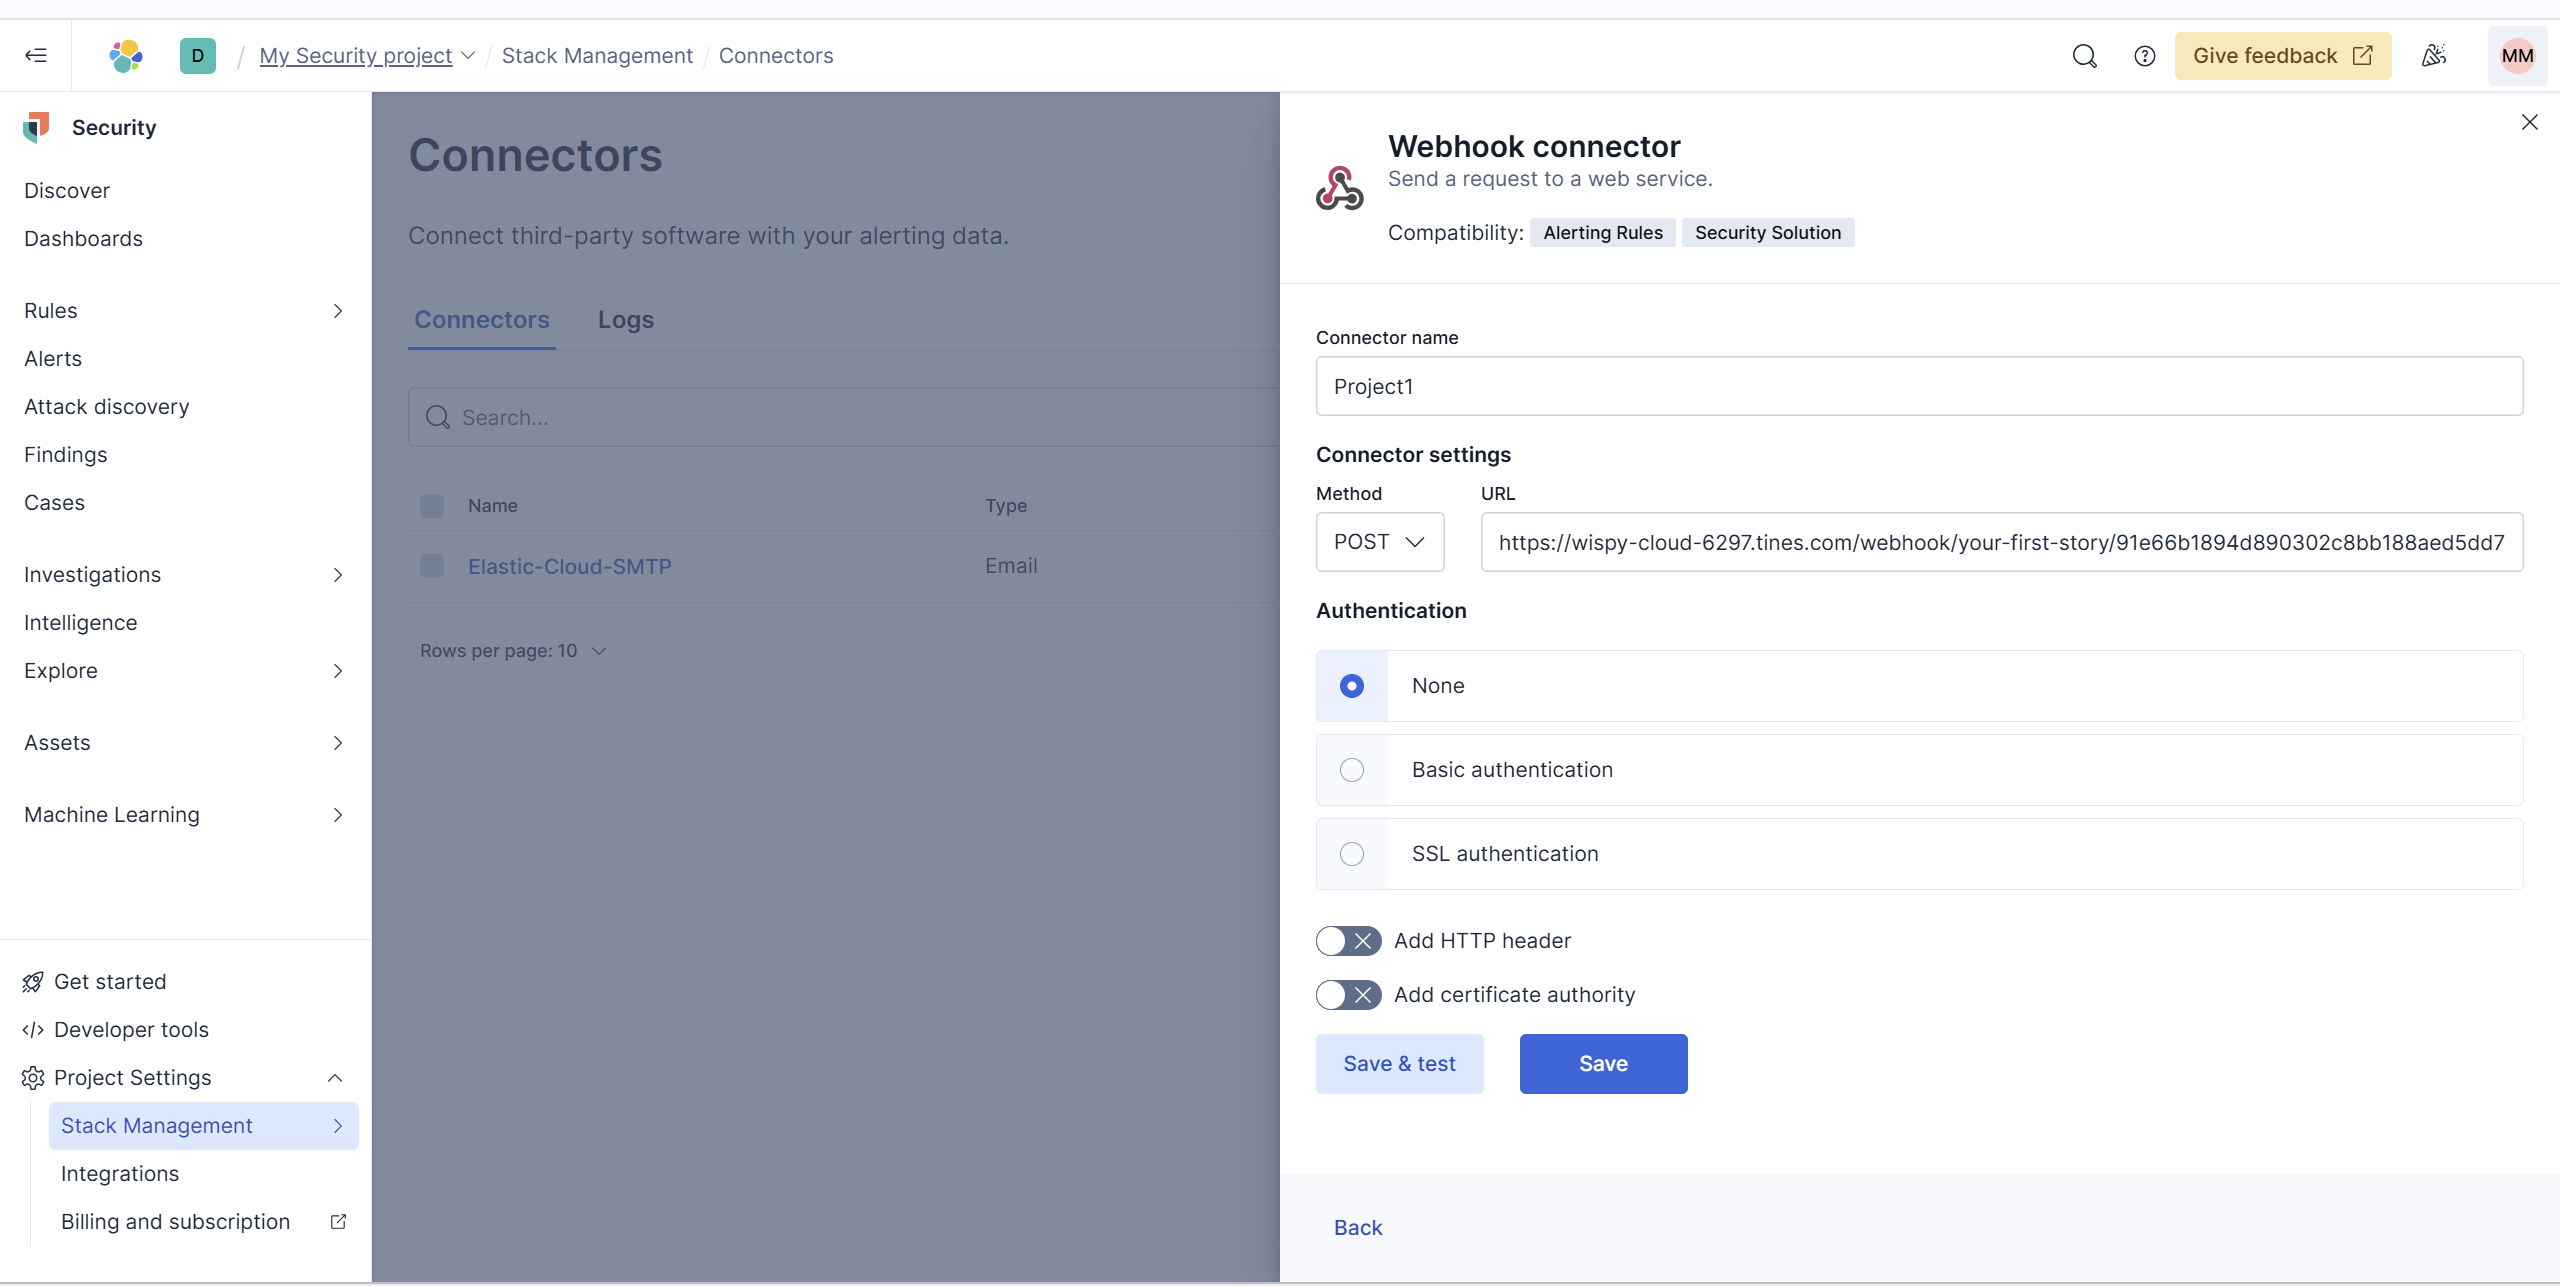 D / My Security project / Stack Management / Connectors
Give feedback
MM
Security
Discover
Dashboards
Rules
Alerts
Attack discovery
Findings
Cases
Investigations
Intelligence
Explore
Assets
Machine Learning
Get started
Developer tools
Project Settings
Stack Management
Integrations
Billing and subscription
Connectors
Connect third-party software with your alerting data.
Connectors Logs
Search...
Name Type
Elastic-Cloud-SMTP Email
Rows per page: 10
Webhook connector
Send a request to a web service.
Compatibility: Alerting Rules Security Solution
Connector name
Project1
Connector settings
Method URL
POST https://wispy-cloud-6297.tines.com/webhook/your-first-story/91e66b1894d890302c8bb188aed5dd7
Authentication
None
Basic authentication
SSL authentication
Add HTTP header
Add certificate authority
Save & test Save
Back